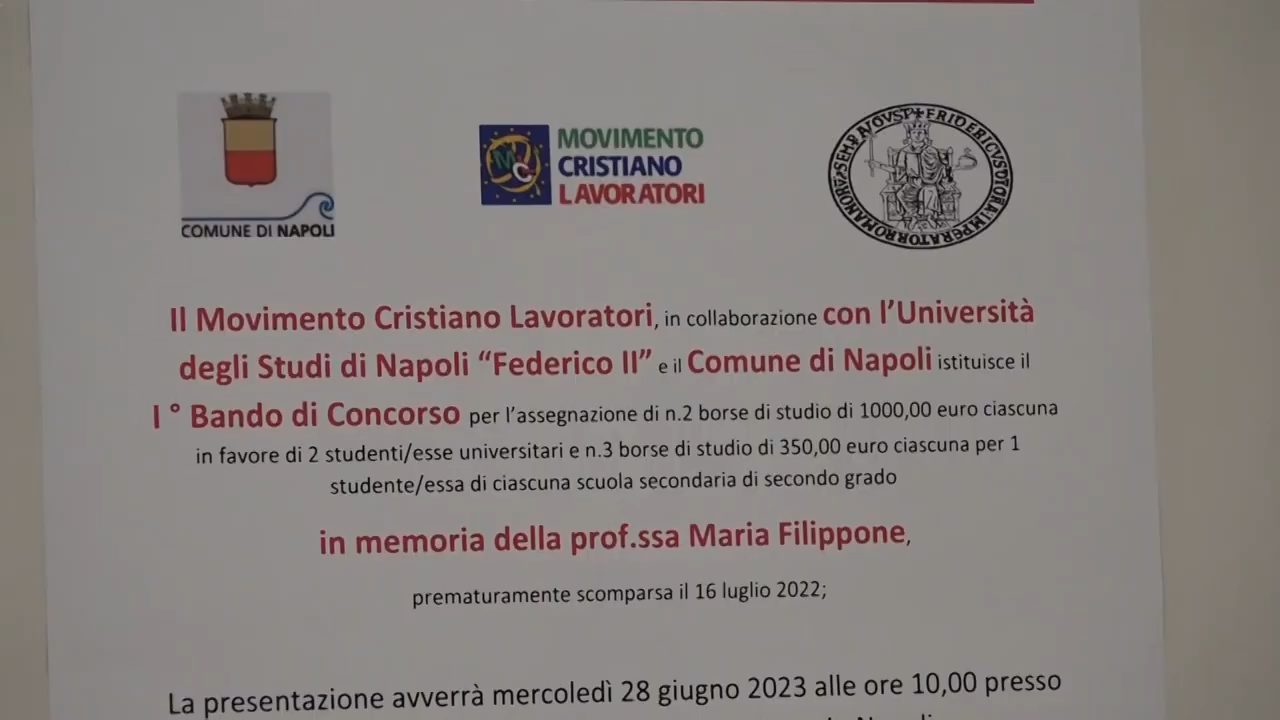 COMUNE DI NAPOLI
MOVIMENTO
CRISTIANO
LAVORATORI
MC
Il Movimento Cristiano Lavoratori, in collaborazione con l'Università
degli Studi di Napoli “Federico II” e il Comune di Napoli istituisce il
I ° Bando di Concorso per l'assegnazione di n.2 borse di studio di 1000,00 euro ciascuna
in favore di 2 studenti/esse universitari e n.3 borse di studio di 350,00 euro ciascuna per 1
studente/essa di ciascuna scuola secondaria di secondo grado
in memoria della prof.ssa Maria Filippone,
prematuramente scomparsa il 16 luglio 2022;
La presentazione avverrà mercoledì 28 giugno 2023 alle ore 10,00 presso